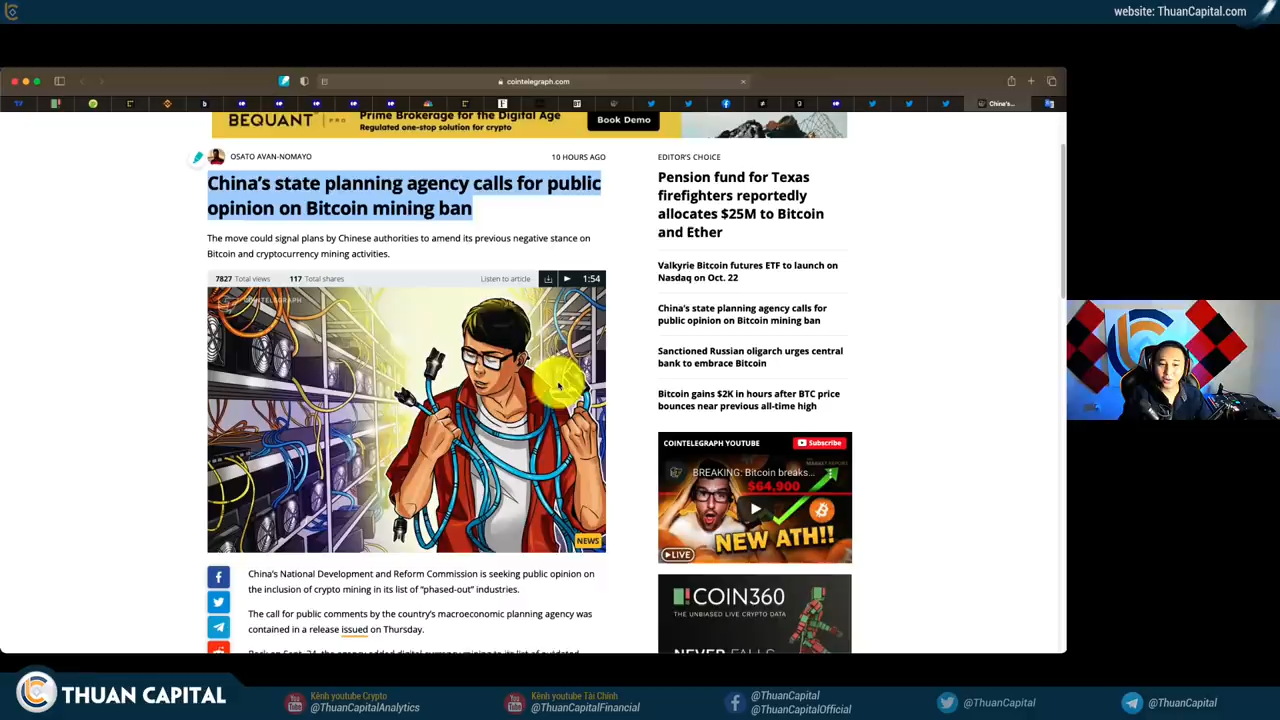 website: ThuanCapital.com
cointelegraph.com
China's...
BEQUANT PRO
Prime Brokerage for the Digital Age
Regulated one-stop solution for crypto
Book Demo
OSATO AVAN-NOMAYO
10 HOURS AGO
China's state planning agency calls for public
opinion on Bitcoin mining ban
The move could signal plans by Chinese authorities to amend its previous negative stance on
Bitcoin and cryptocurrency mining activities.
7827 Total views
117 Total shares
Listen to article
1:54
COINTELEGRAPH
NEWS
China's National Development and Reform Commission is seeking public opinion on
the inclusion of crypto mining in its list of "phased-out" industries.
The call for public comments by the country's macroeconomic planning agency was
contained in a release issued on Thursday.
EDITOR'S CHOICE
Pension fund for Texas
firefighters reportedly
allocates $25M to Bitcoin
and Ether
Valkyrie Bitcoin futures ETF to launch on
Nasdaq on Oct. 22
China's state planning agency calls for
public opinion on Bitcoin mining ban
Sanctioned Russian oligarch urges central
bank to embrace Bitcoin
Bitcoin gains $2K in hours after BTC price
bounces near previous all-time high
COINTELEGRAPH YOUTUBE
Subscribe
BREAKING: Bitcoin breaks...
$64,900
NEW ATH!!
LIVE
COIN360
THE UNBIASED LIVE CRYPTO DATA
NEVER FALLS
THUAN CAPITAL
Kênh youtube Crypto
@ThuanCapitalAnalytics
Kênh youtube Tài Chính
@ThuanCapitalFinancial
@ThuanCapital
@ThuanCapitalOfficial
@ThuanCapital
@ThuanCapital